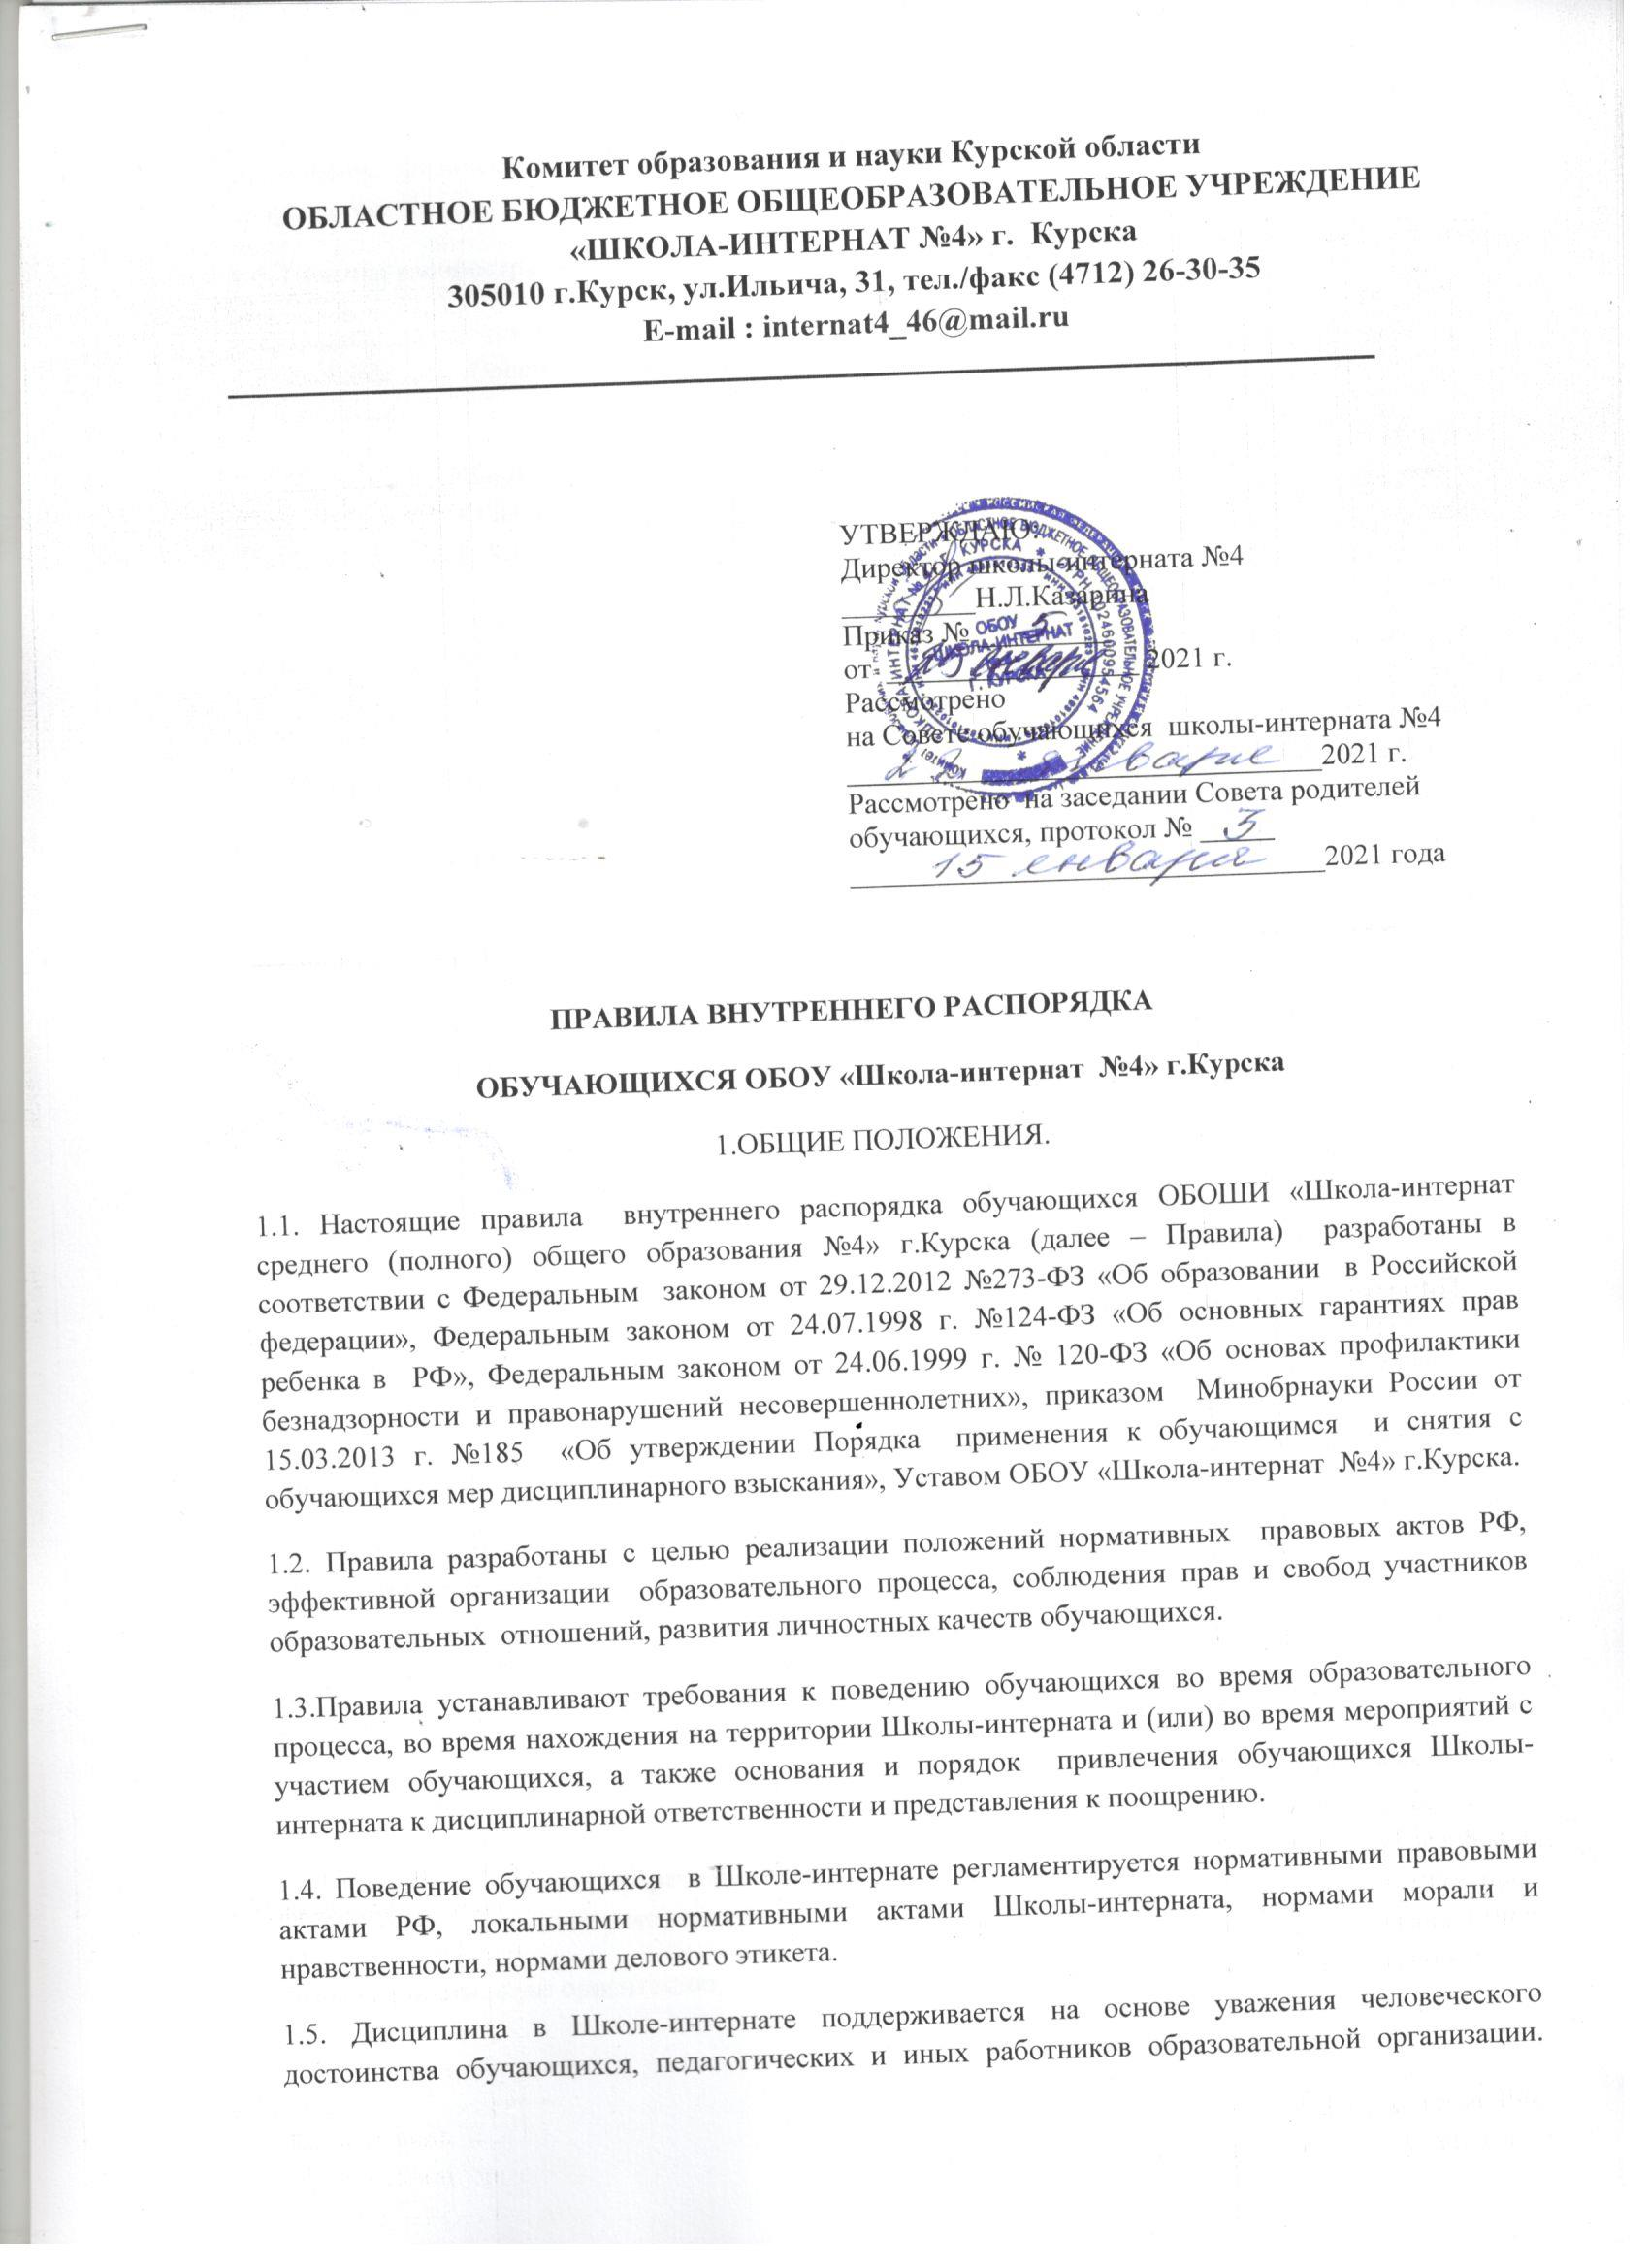 Комитет образования и науки Курской области
ОБЛАСТНОЕ БЮДЖЕТНОЕ ОБЩЕОБРАЗОВАТЕЛЬНОЕ УЧРЕЖДЕНИЕ
«ШКОЛА-ИНТЕРНАТ №4» г. Курска
305010 г.Курск, ул.Ильича, 31, тел./факс (4712) 26-30-35
E-mail : internat4_46@mail.ru
УТВЕРЖДАЮ:
Директор школы-интерната №4
Н.Л.Казарина
Приказ № 5
от января 2021 г.
Рассмотрено
на Совете обучающихся школы-интерната №4
января 2021 г.
Рассмотрено на заседании Совета родителей
обучающихся, протокол № 3
15 января 2021 года
ОБОУ
ШКОЛА-ИНТЕРНАТ
Г. КУРСКА
ПРАВИЛА ВНУТРЕННЕГО РАСПОРЯДКА
ОБУЧАЮЩИХСЯ ОБОУ «Школа-интернат №4» г.Курска
1.ОБЩИЕ ПОЛОЖЕНИЯ.
1.1. Настоящие правила внутреннего распорядка обучающихся ОБОШИ «Школа-интернат
среднего (полного) общего образования №4» г.Курска (далее – Правила) разработаны в
соответствии с Федеральным законом от 29.12.2012 №273-ФЗ «Об образовании в Российской
федерации», Федеральным законом от 24.07.1998 г. №124-ФЗ «Об основных гарантиях прав
ребенка в РФ», Федеральным законом от 24.06.1999 г. № 120-ФЗ «Об основах профилактики
безнадзорности и правонарушений несовершеннолетних», приказом Минобрнауки России от
15.03.2013 г. №185 «Об утверждении Порядка применения к обучающимся и снятия с
обучающихся мер дисциплинарного взыскания», Уставом ОБОУ «Школа-интернат №4» г.Курска.
1.2. Правила разработаны с целью реализации положений нормативных правовых актов РФ,
эффективной организации образовательного процесса, соблюдения прав и свобод участников
образовательных отношений, развития личностных качеств обучающихся.
1.3.Правила устанавливают требования к поведению обучающихся во время образовательного
процесса, во время нахождения на территории Школы-интерната и (или) во время мероприятий с
участием обучающихся, а также основания и порядок привлечения обучающихся Школы-
интерната к дисциплинарной ответственности и представления к поощрению.
1.4. Поведение обучающихся в Школе-интернате регламентируется нормативными правовыми
актами РФ, локальными нормативными актами Школы-интерната, нормами морали и
нравственности, нормами делового этикета.
1.5. Дисциплина в Школе-интернате поддерживается на основе уважения человеческого
достоинства обучающихся, педагогических и иных работников образовательной организации.